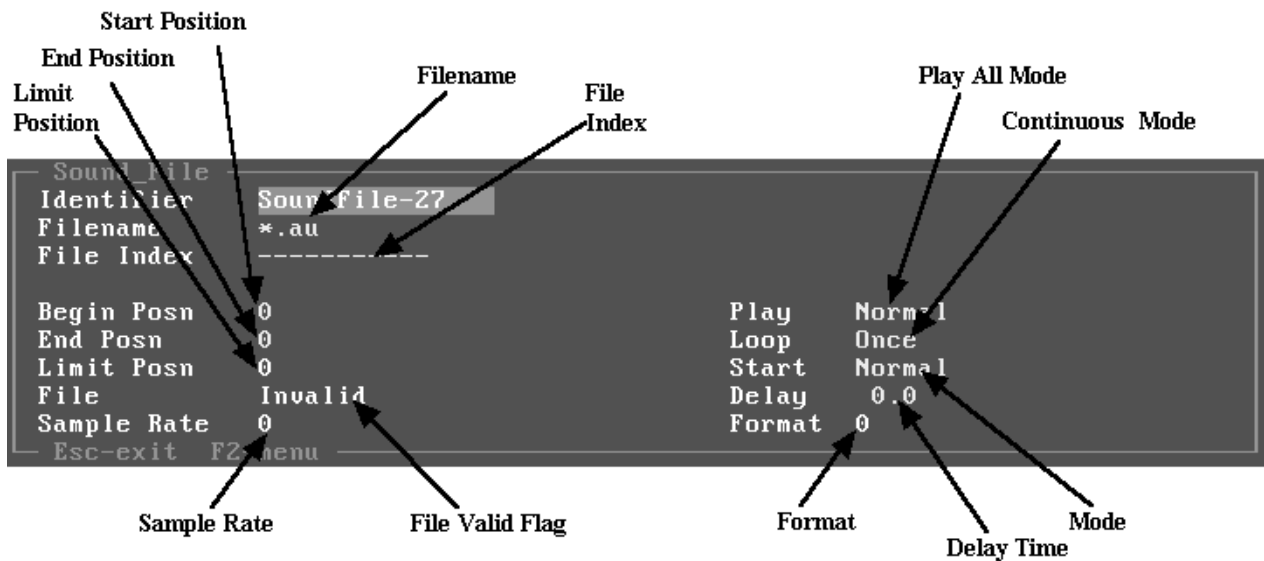 Start Position
End Position
Limit
Position
Filename
File
Index
Play All Mode
Continuous Mode
Sound_File
Identifier SoundFile-27
Filename *.au
File Index -----------
Begin Posn 0
End Posn 0
Limit Posn 0
File Invalid
Sample Rate 0
Play Normal
Loop Once
Start Normal
Delay 0.0
Format 0
Esc-exit F2-menu
Sample Rate
File Valid Flag
Format
Delay Time
Mode